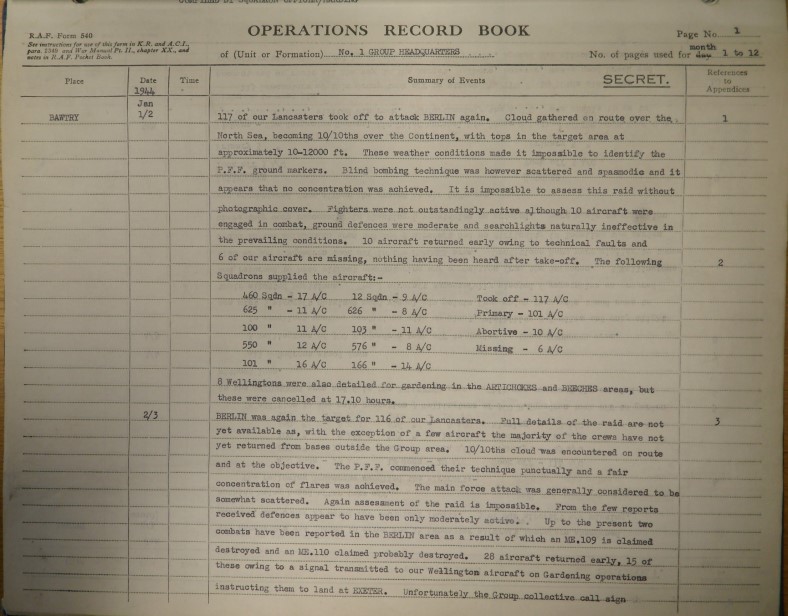 OPERATIONS RECORD BOOK
R.A.F. Form 540
Page No. 1
See instructions for use of this form in K.R. and A.C.I.,
para. 2349 and War Manual Pt. II., chapter XX., and
notes in R.A.F. Pocket Book.
of (Unit or Formation) No. 1 GROUP HEADQUARTERS
No. of pages used for day month 1 to 12
Place Date Time Summary of Events SECRET. References to Appendices
1944
Jan
BAWTRY 1/2 117 of our Lancasters took off to attack BERLIN again. Cloud gathered on route over the 1
North Sea, becoming 10/10ths over the Continent, with tops in the target area at
approximately 10-12000 ft. These weather conditions made it impossible to identify the
P.F.F. ground markers. Blind bombing technique was however scattered and spasmodic and it
appears that no concentration was achieved. It is impossible to assess this raid without
photographic cover. Fighters were not outstandingly active although 10 aircraft were
engaged in combat, ground defences were moderate and searchlights naturally ineffective in
the prevailing conditions. 10 aircraft returned early owing to technical faults and
6 of our aircraft are missing, nothing having been heard after take-off. The following 2
Squadrons supplied the aircraft:-
460 Sqdn - 17 A/C 12 Sqdn - 9 A/C Took off - 117 A/C
625 " - 11 A/C 626 " - 8 A/C Primary - 101 A/C
100 " 11 A/C 103 " - 11 A/C Abortive - 10 A/C
550 " 12 A/C 576 " - 8 A/C Missing - 6 A/C
101 " 16 A/C 166 " - 14 A/C
8 Wellingtons were also detailed for gardening in the ARTICHOKES and BEECHES areas, but
these were cancelled at 17.10 hours.
2/3 BERLIN was again the target for 116 of our Lancasters. Full details of the raid are not 3
yet available as, with the exception of a few aircraft the majority of the crews have not
yet returned from bases outside the Group area. 10/10ths cloud was encountered on route
and at the objective. The P.F.F. commenced their technique punctually and a fair
concentration of flares was achieved. The main force attack was generally considered to be
somewhat scattered. Again assessment of the raid is impossible. From the few reports
received defences appear to have been only moderately active. Up to the present two
combats have been reported in the BERLIN area as a result of which an ME.109 is claimed
destroyed and an ME.110 claimed probably destroyed. 28 aircraft returned early, 15 of
these owing to a signal transmitted to our Wellington aircraft on Gardening operations
instructing them to land at EXETER. Unfortunately the Group collective call sign